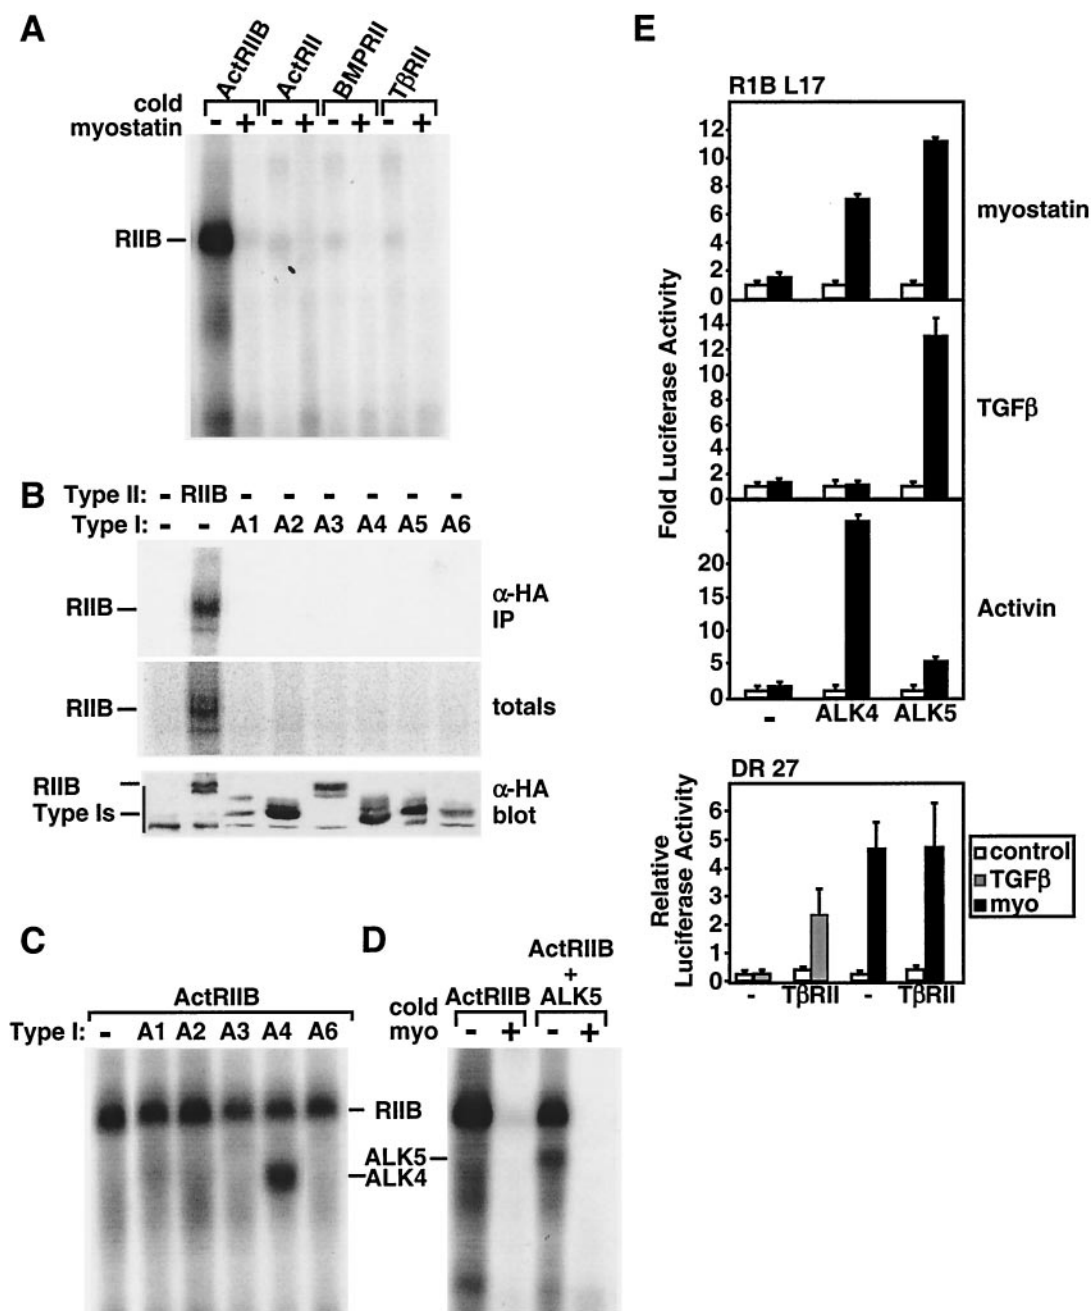 A
ActRIIB ActRII BMPRII TβRII
cold
myostatin - + - + - + - +
RIIB
B
Type II: - RIIB - - - - - -
Type I: - - A1 A2 A3 A4 A5 A6
RIIB
α-HA
IP
RIIB
totals
RIIB
Type Is
α-HA
blot
C
ActRIIB
Type I: - A1 A2 A3 A4 A6
RIIB
ALK4
D
ActRIIB
+
ActRIIB ALK5
cold
myo - + - +
ALK5
E
R1B L17
Fold Luciferase Activity
12
10
8
6
4
2
0
myostatin
14
12
10
8
6
4
2
0
TGFβ
20
15
10
5
0
Activin
- ALK4 ALK5
DR 27
Relative
Luciferase Activity
6
5
4
3
2
1
0
- TβRII - TβRII
control
TGFβ
myo